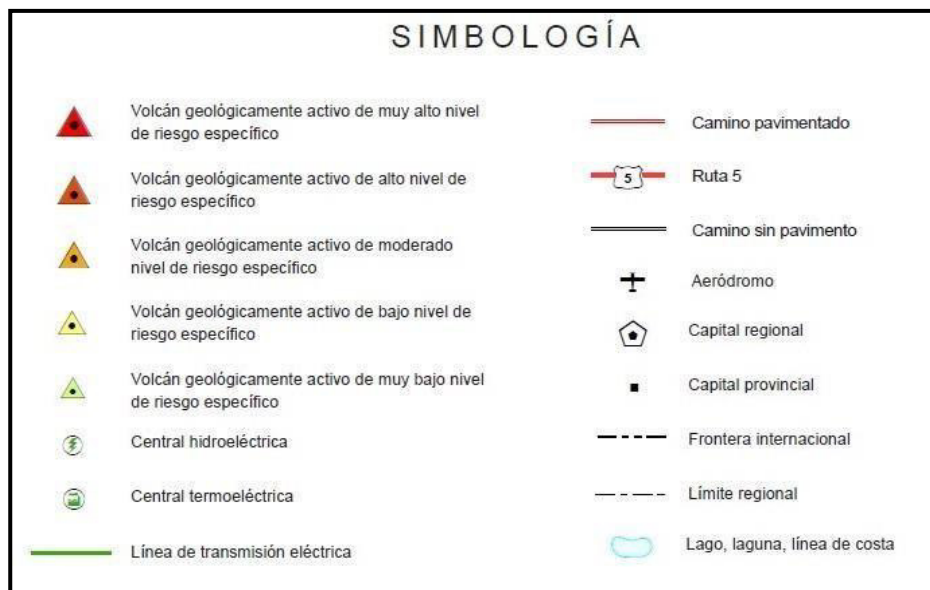 SIMBOLOGÍA
Volcán geológicamente activo de muy alto nivel
de riesgo específico
Volcán geológicamente activo de alto nivel de
riesgo específico
Volcán geológicamente activo de moderado
nivel de riesgo específico
Volcán geológicamente activo de bajo nivel de
riesgo específico
Volcán geológicamente activo de muy bajo nivel
de riesgo específico
Central hidroeléctrica
Central termoeléctrica
Línea de transmisión eléctrica
Camino pavimentado
5 Ruta 5
Camino sin pavimento
Aeródromo
Capital regional
Capital provincial
Frontera internacional
Límite regional
Lago, laguna, línea de costa